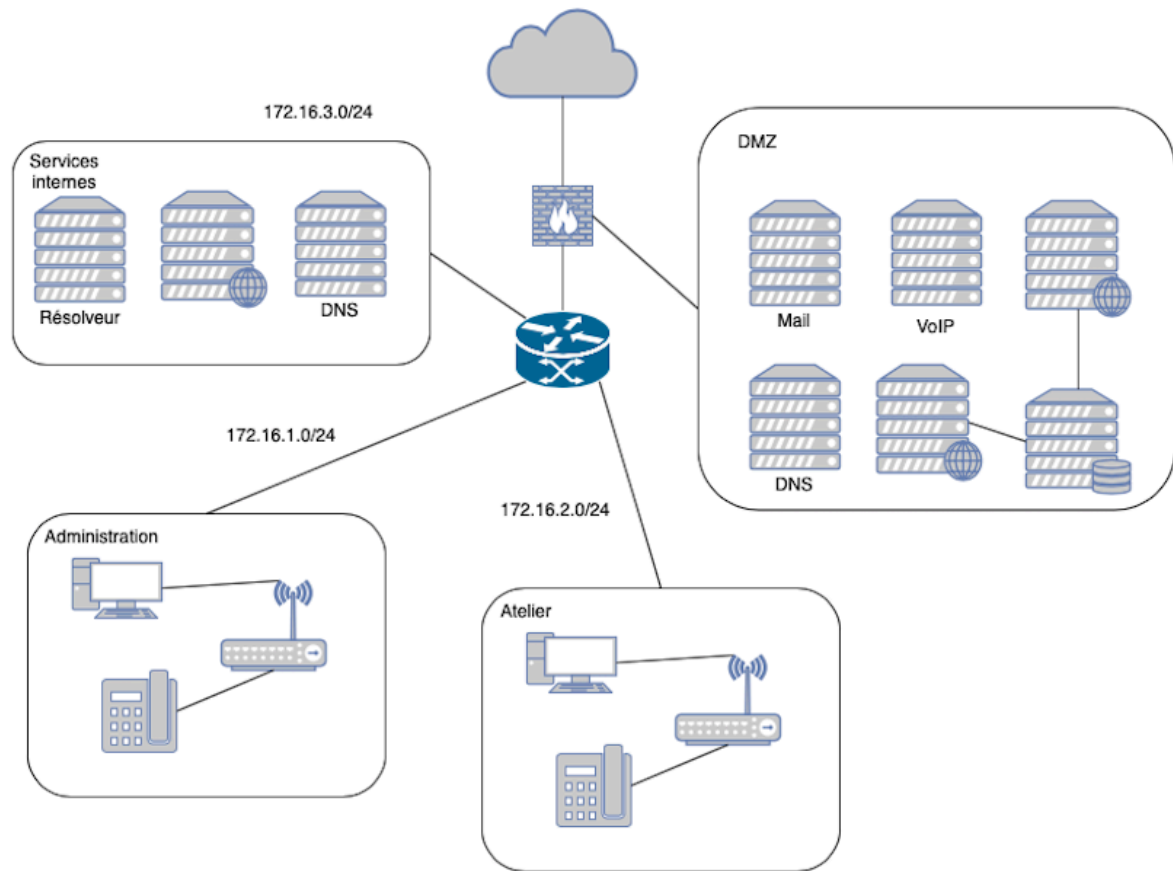 172.16.3.0/24
Services
internes
Résolveur
DNS
DMZ
Mail
VoIP
DNS
172.16.1.0/24
172.16.2.0/24
Administration
Atelier